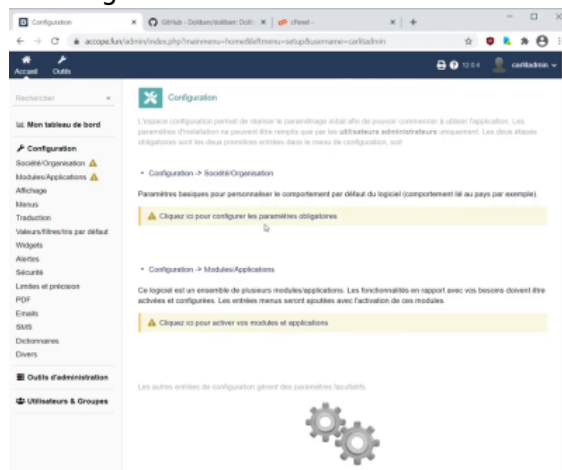 Configuration
GitHub - Dolibarr/dolibarr: Doli
cPanel -
accope.fun/admin/index.php?mainmenu=home&leftmenu=setup&username=carlitadmin
Accueil Outils
12.0.4 carlitadmin
Rechercher
Configuration
Mon tableau de bord
L'espace configuration permet de réaliser le paramétrage initial afin de pouvoir commencer à utiliser l'application. Les
paramètres d'installation ne peuvent être remplis que par les utilisateurs administrateurs uniquement. Les deux étapes
obligatoires sont les deux premières entrées dans le menu de configuration, soit
Configuration
Société/Organisation
Modules/Applications
Affichage
Menus
Traduction
Valeurs/filtres/tris par défaut
Widgets
Alertes
Sécurité
Limites et précision
PDF
Emails
SMS
Dictionnaires
Divers
Outils d'administration
Utilisateurs & Groupes
• Configuration -> Société/Organisation
Paramètres basiques pour personnaliser le comportement par défaut du logiciel (comportement lié au pays par exemple).
Cliquez ici pour configurer les paramètres obligatoires
• Configuration -> Modules/Applications
Ce logiciel est un ensemble de plusieurs modules/applications. Les fonctionnalités en rapport avec vos besoins doivent être
activées et configurées. Les entrées menus seront ajoutées avec l'activation de ces modules.
Cliquez ici pour activer vos modules et applications
Les autres entrées de configuration gèrent des paramètres facultatifs.